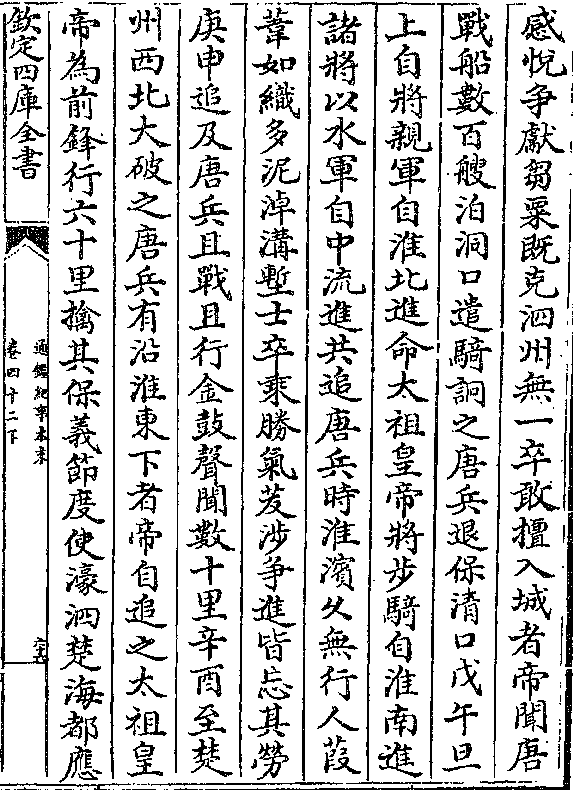 感悦争獻芻粟既克泗州無一卒敢擅入城者帝聞唐
戰船數百艘泊洞口遣騎詗之唐兵退保清口戊午旦
上自將親軍自淮北進命太祖皇帝將步騎自淮南進
諸將以水軍自中流進共追唐兵時淮濱乆無行人葭
葦如織多泥淖溝塹士卒乘勝氣茇涉争進皆忘其勞
庚申追及唐兵且戰且行金鼓聲聞數十里辛酉至楚
州西北大破之唐兵有沿淮東下者帝自追之太祖皇
帝為前鋒行六十里擒其保義節度使濠泗楚海都應
欽定四庫全書
通鑑紀事本末
卷四十二下